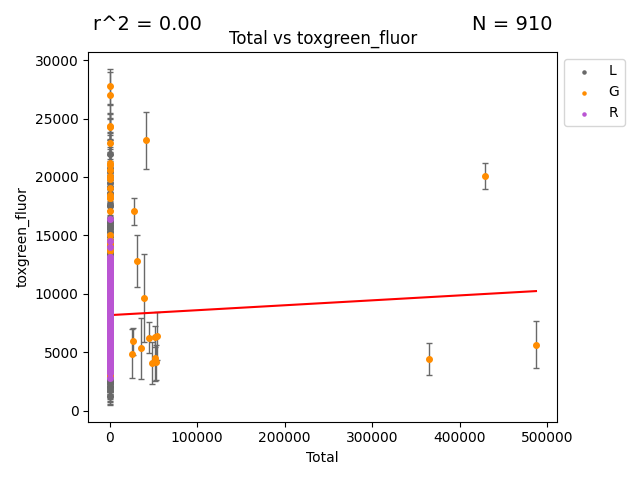 r^2 = 0.00
N = 910
Total vs toxgreen_fluor
L
G
R
30000
25000
20000
15000
10000
5000
0
toxgreen_fluor
0
100000
200000
300000
400000
500000
Total